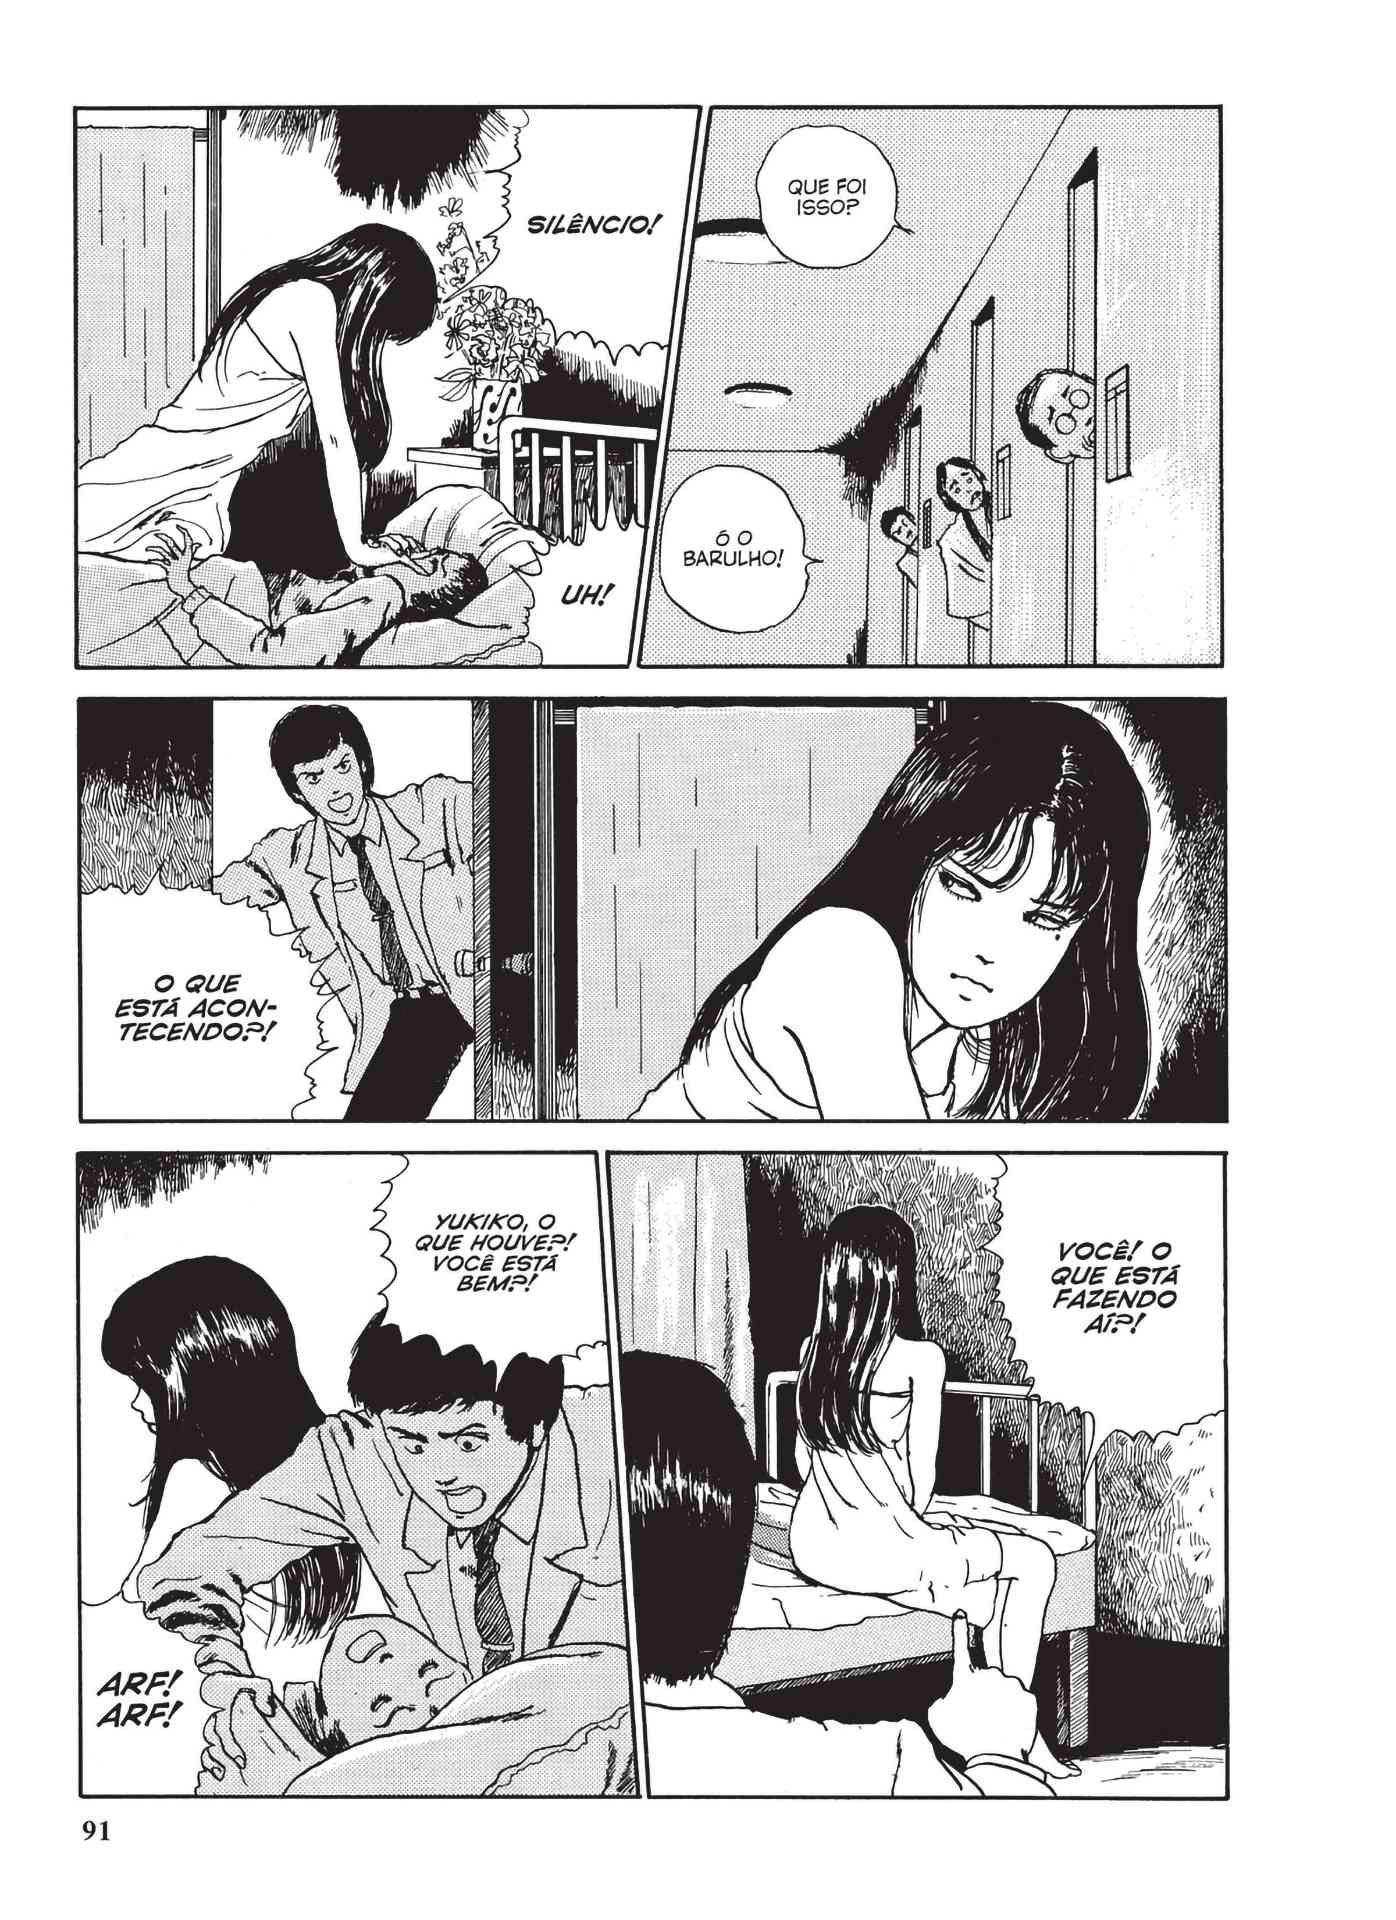 QUE FOI
ISSO?
Ó O
BARULHO!
SILÊNCIO!
UH!
O QUE
ESTÁ ACON-
TECENDO?!
VOCÊ! O
QUE ESTÁ
FAZENDO
AÍ?!
YUKIKO, O
QUE HOUVE?!
VOCÊ ESTÁ
BEM?!
ARF!
ARF!
91